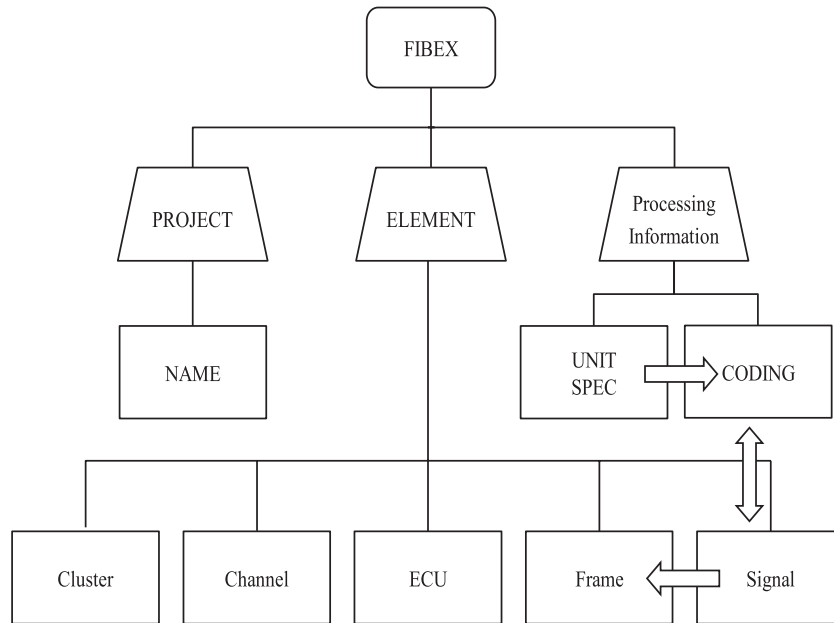 FIBEX
PROJECT
ELEMENT
Processing
Information
NAME
UNIT
SPEC
CODING
Cluster
Channel
ECU
Frame
Signal